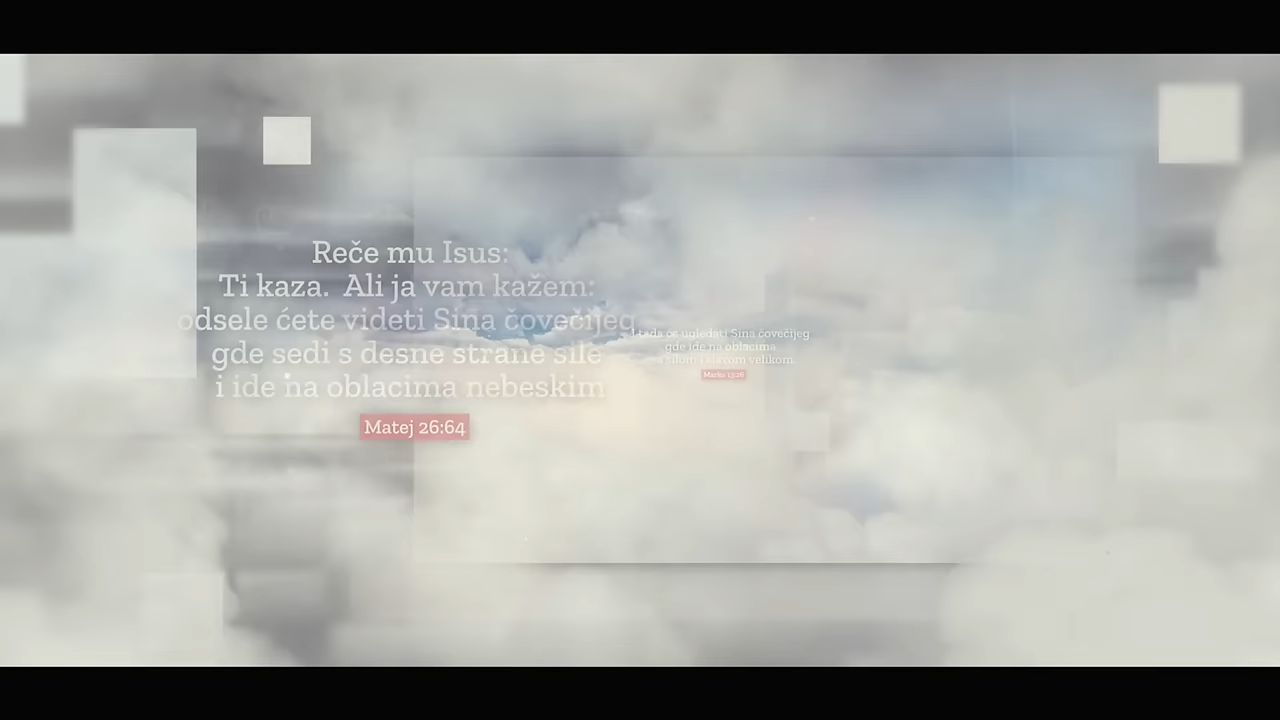 Reče mu Isus:
Ti kaza. Ali ja vam kažem:
odsele ćete videti Sina čovečijeg
gde sedi s desne strane sile
i ide na oblacima nebeskim
Matej 26:64
I tada će ugledati Sina čovečijeg
gde ide na oblacima
sa silom i slavom velikom.